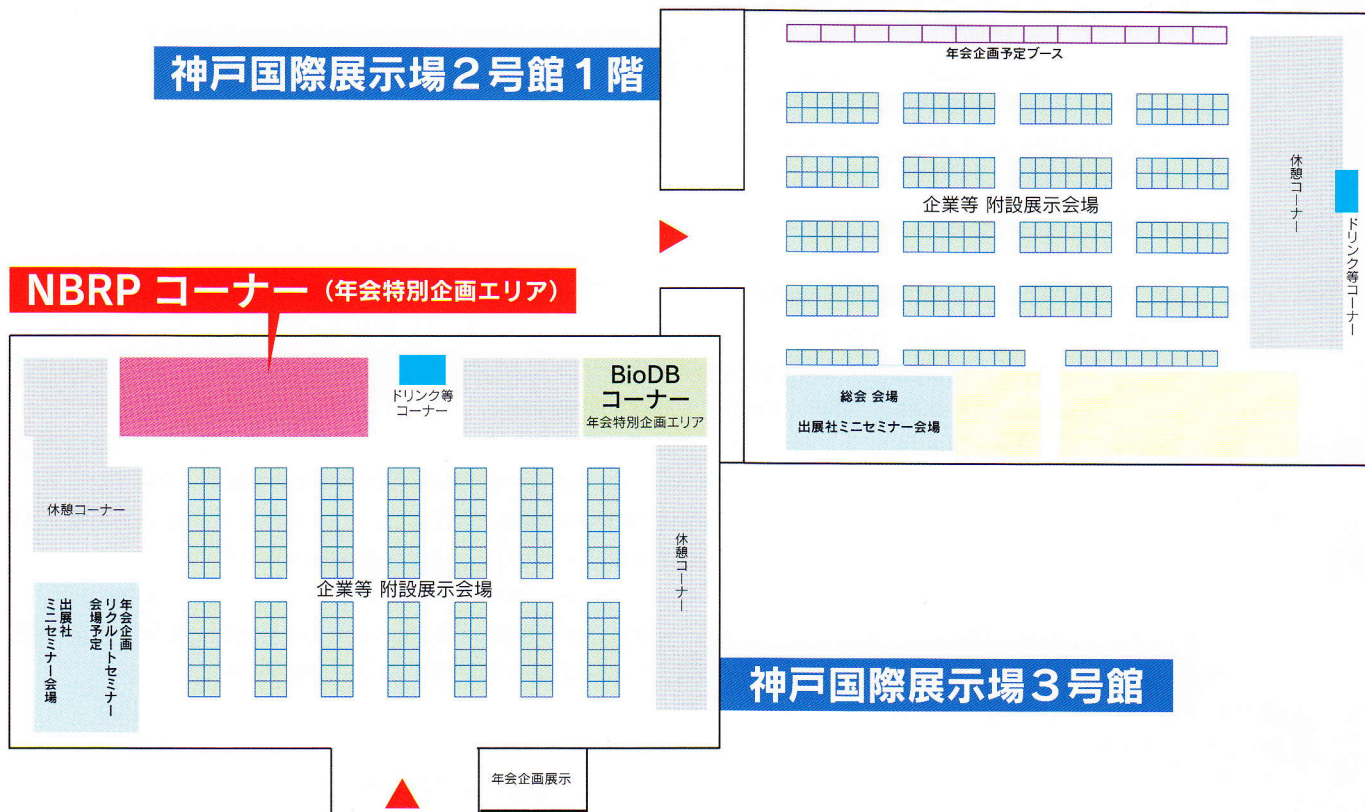 神戸国際展示場2号館1階
年会企画予定ブース
企業等 附設展示会場
休憩コーナー
ドリンク等コーナー
総会 会場
出展社ミニセミナー会場
NBRP コーナー（年会特別企画エリア）
ドリンク等
コーナー
BioDB
コーナー
年会特別企画エリア
休憩コーナー
企業等 附設展示会場
休憩コーナー
年会企画
リクルートセミナー
会場予定
出展社
ミニセミナー会場
神戸国際展示場3号館
年会企画展示